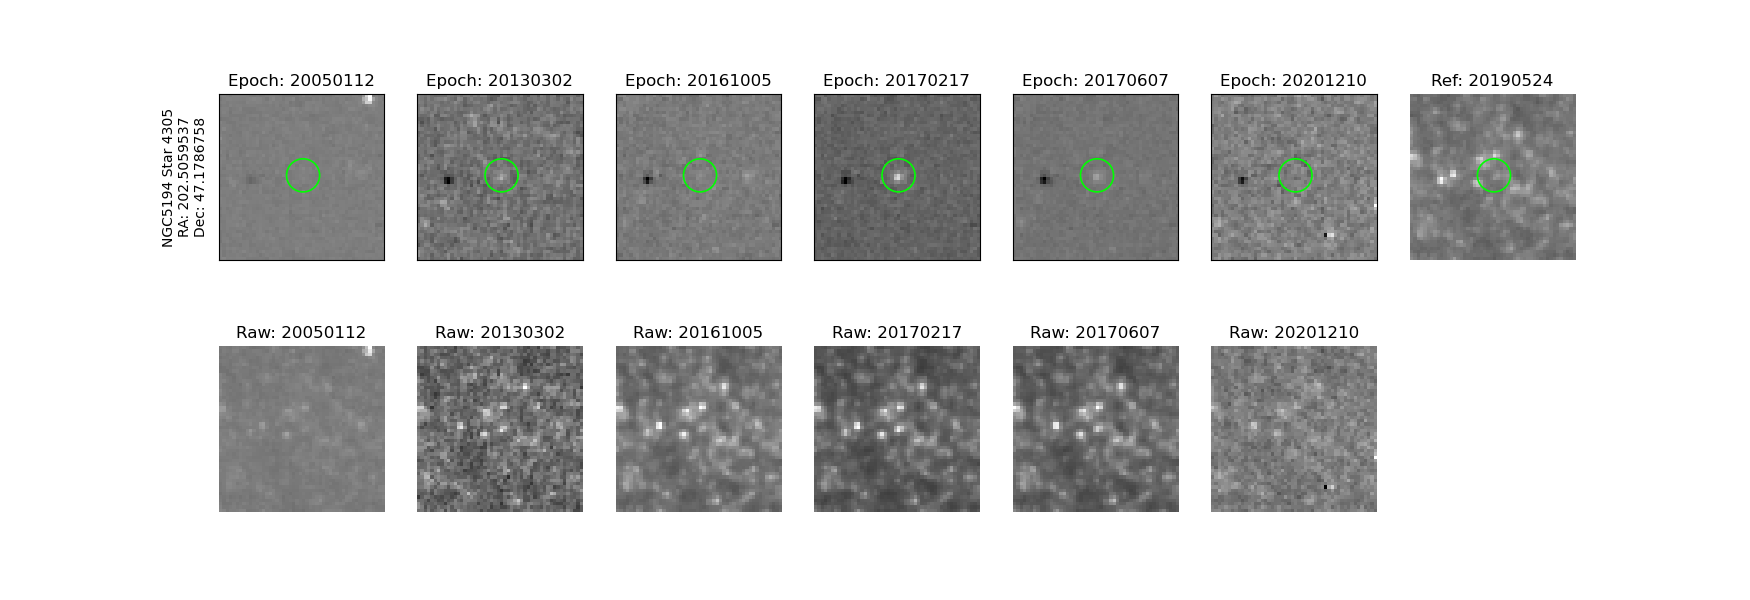 Epoch: 20050112
Epoch: 20130302
Epoch: 20161005
Epoch: 20170217
Epoch: 20170607
Epoch: 20201210
Ref: 20190524
NGC5194 Star 4305
RA: 202.5059537
Dec: 47.1786758
Raw: 20050112
Raw: 20130302
Raw: 20161005
Raw: 20170217
Raw: 20170607
Raw: 20201210